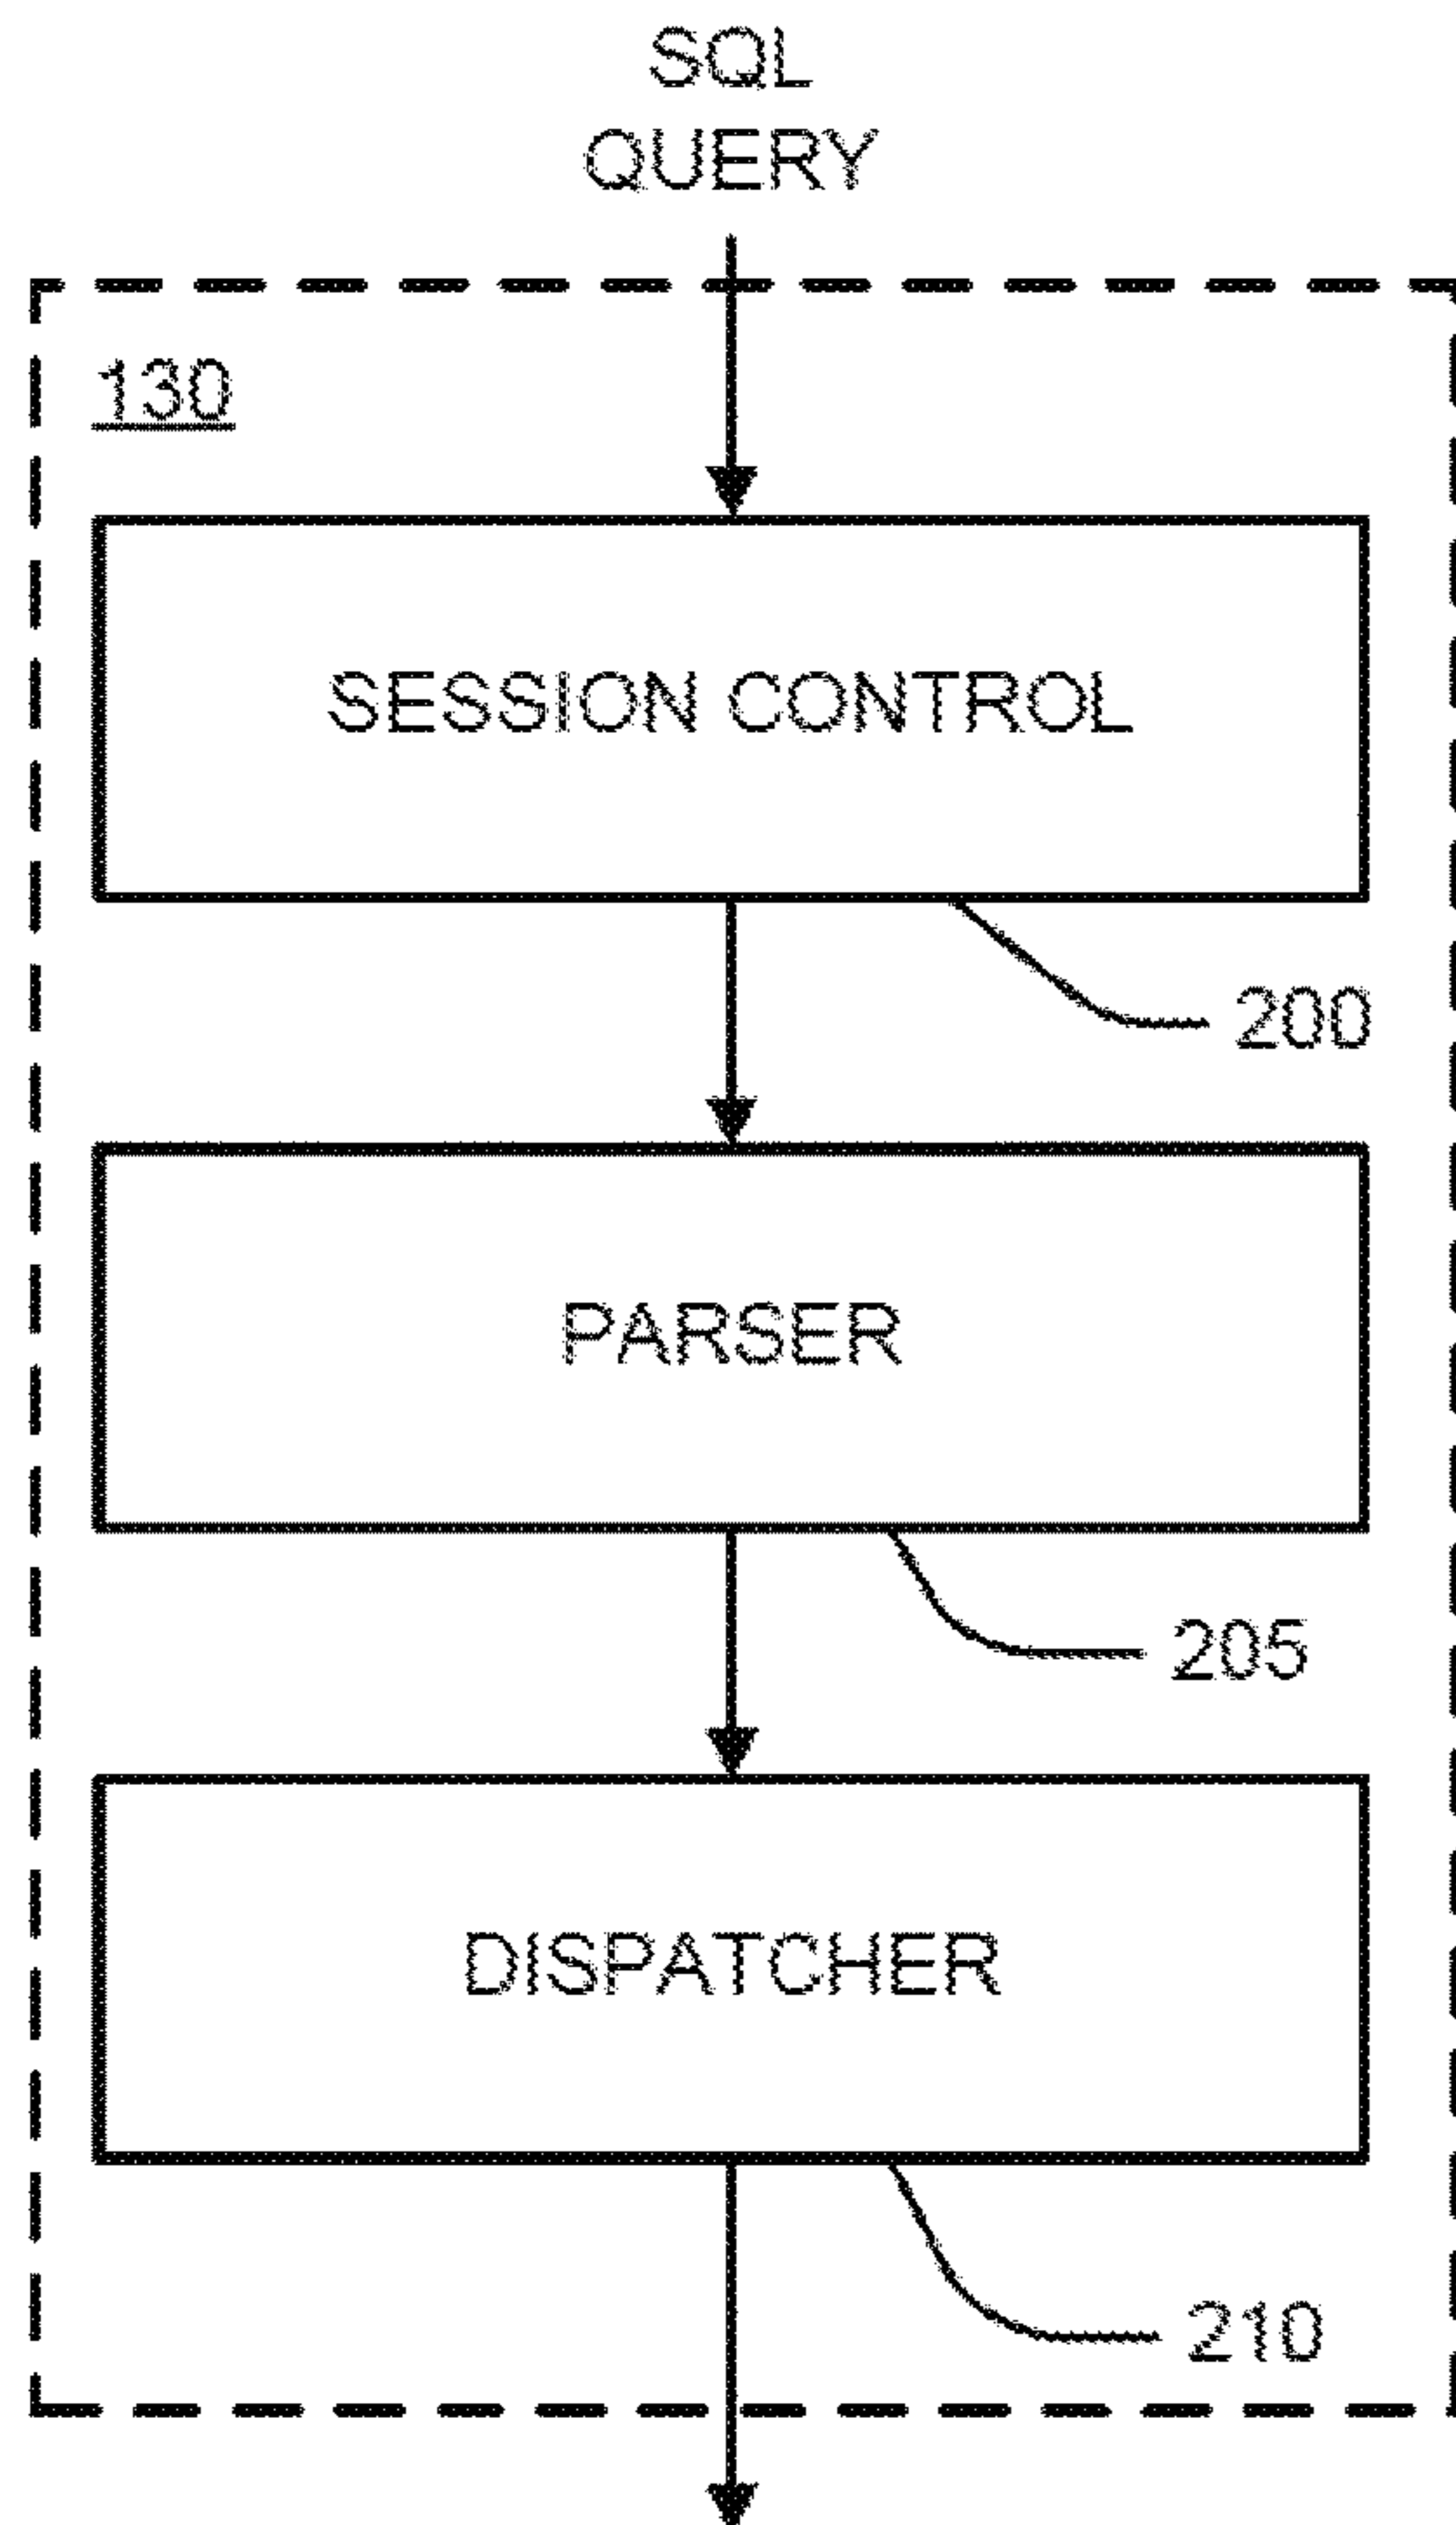 SQL
QUERY
130
SESSION CONTROL
200
PARSER
205
DISPATCHER
210